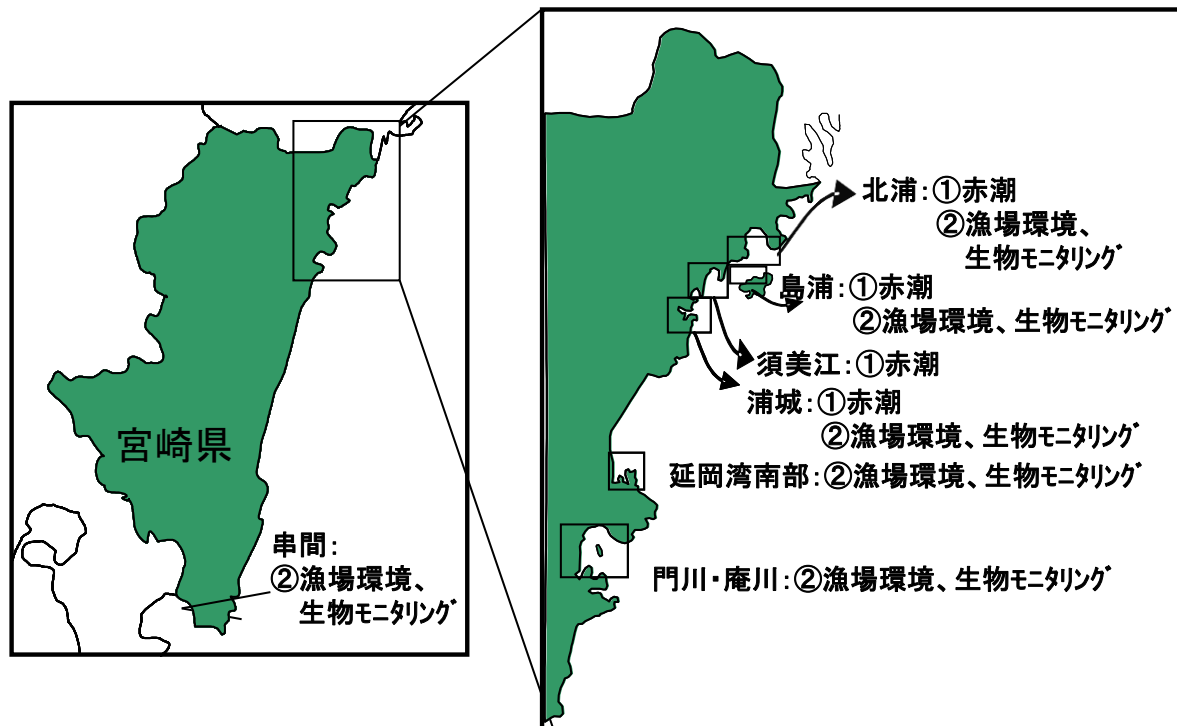 宮崎県
串間：
②漁場環境、
生物ﾓﾆﾀﾘﾝｸﾞ
北浦：①赤潮
②漁場環境、
生物ﾓﾆﾀﾘﾝｸﾞ
島浦：①赤潮
②漁場環境、生物ﾓﾆﾀﾘﾝｸﾞ
須美江：①赤潮
浦城：①赤潮
②漁場環境、生物ﾓﾆﾀﾘﾝｸﾞ
延岡湾南部：②漁場環境、生物ﾓﾆﾀﾘﾝｸﾞ
門川・庵川：②漁場環境、生物ﾓﾆﾀﾘﾝｸﾞ